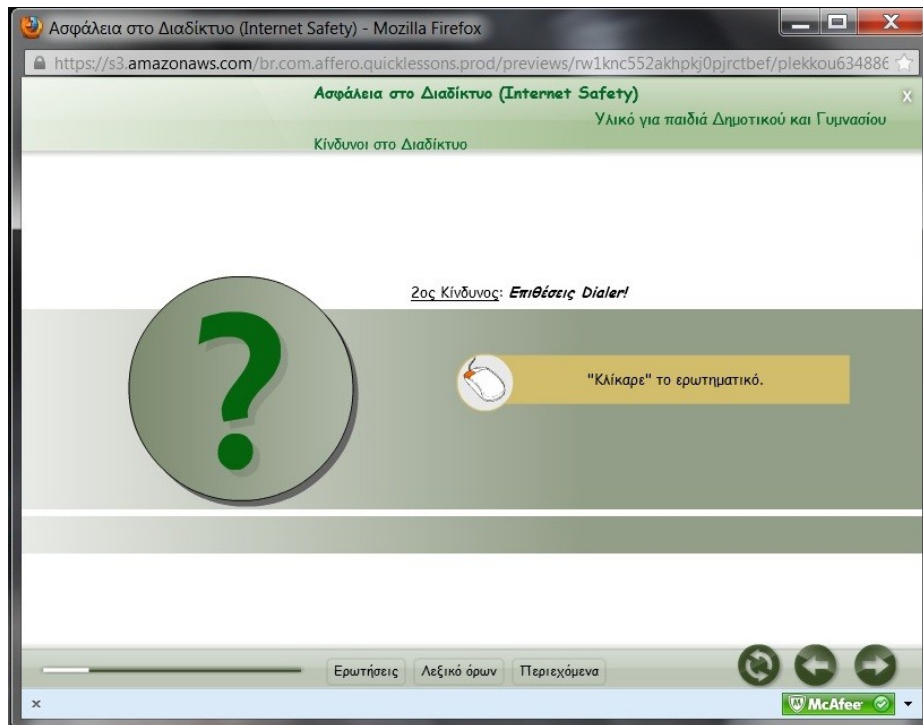 Ασφάλεια στο Διαδίκτυο (Internet Safety) - Mozilla Firefox
https://s3.amazonaws.com/br.com.affero.quicklessons.prod/previews/rw1knc552akhpkj0pjrctbef/plekkou634886
Ασφάλεια στο Διαδίκτυο (Internet Safety)
X
Υλικό για παιδιά Δημοτικού και Γυμνασίου
Κίνδυνοι στο Διαδίκτυο
2ος Κίνδυνος: Επιθέσεις Dialer!
?
"Κλίκαρε" το ερωτηματικό.
Ερωτήσεις Λεξικό όρων Περιεχόμενα
x McAfee